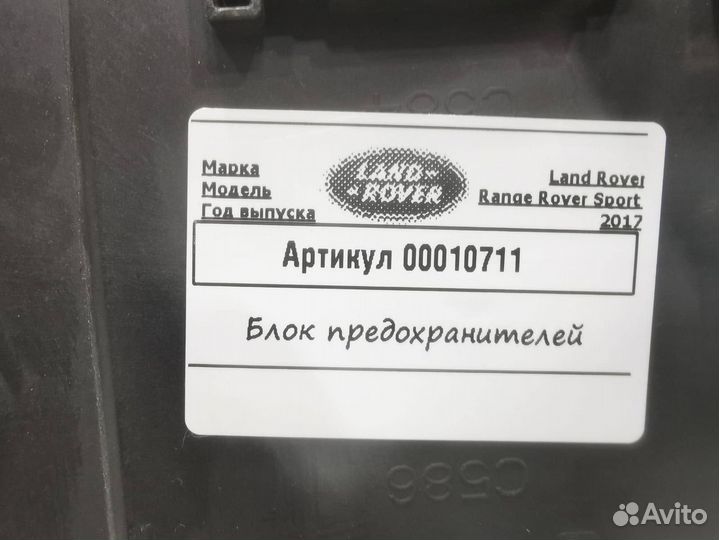 Марка
Модель
Год выпуска
LAND-
-ROVER
Land Rover
Range Rover Sport
2017
Артикул 00010711
Блок предохранителей
C586
Avito